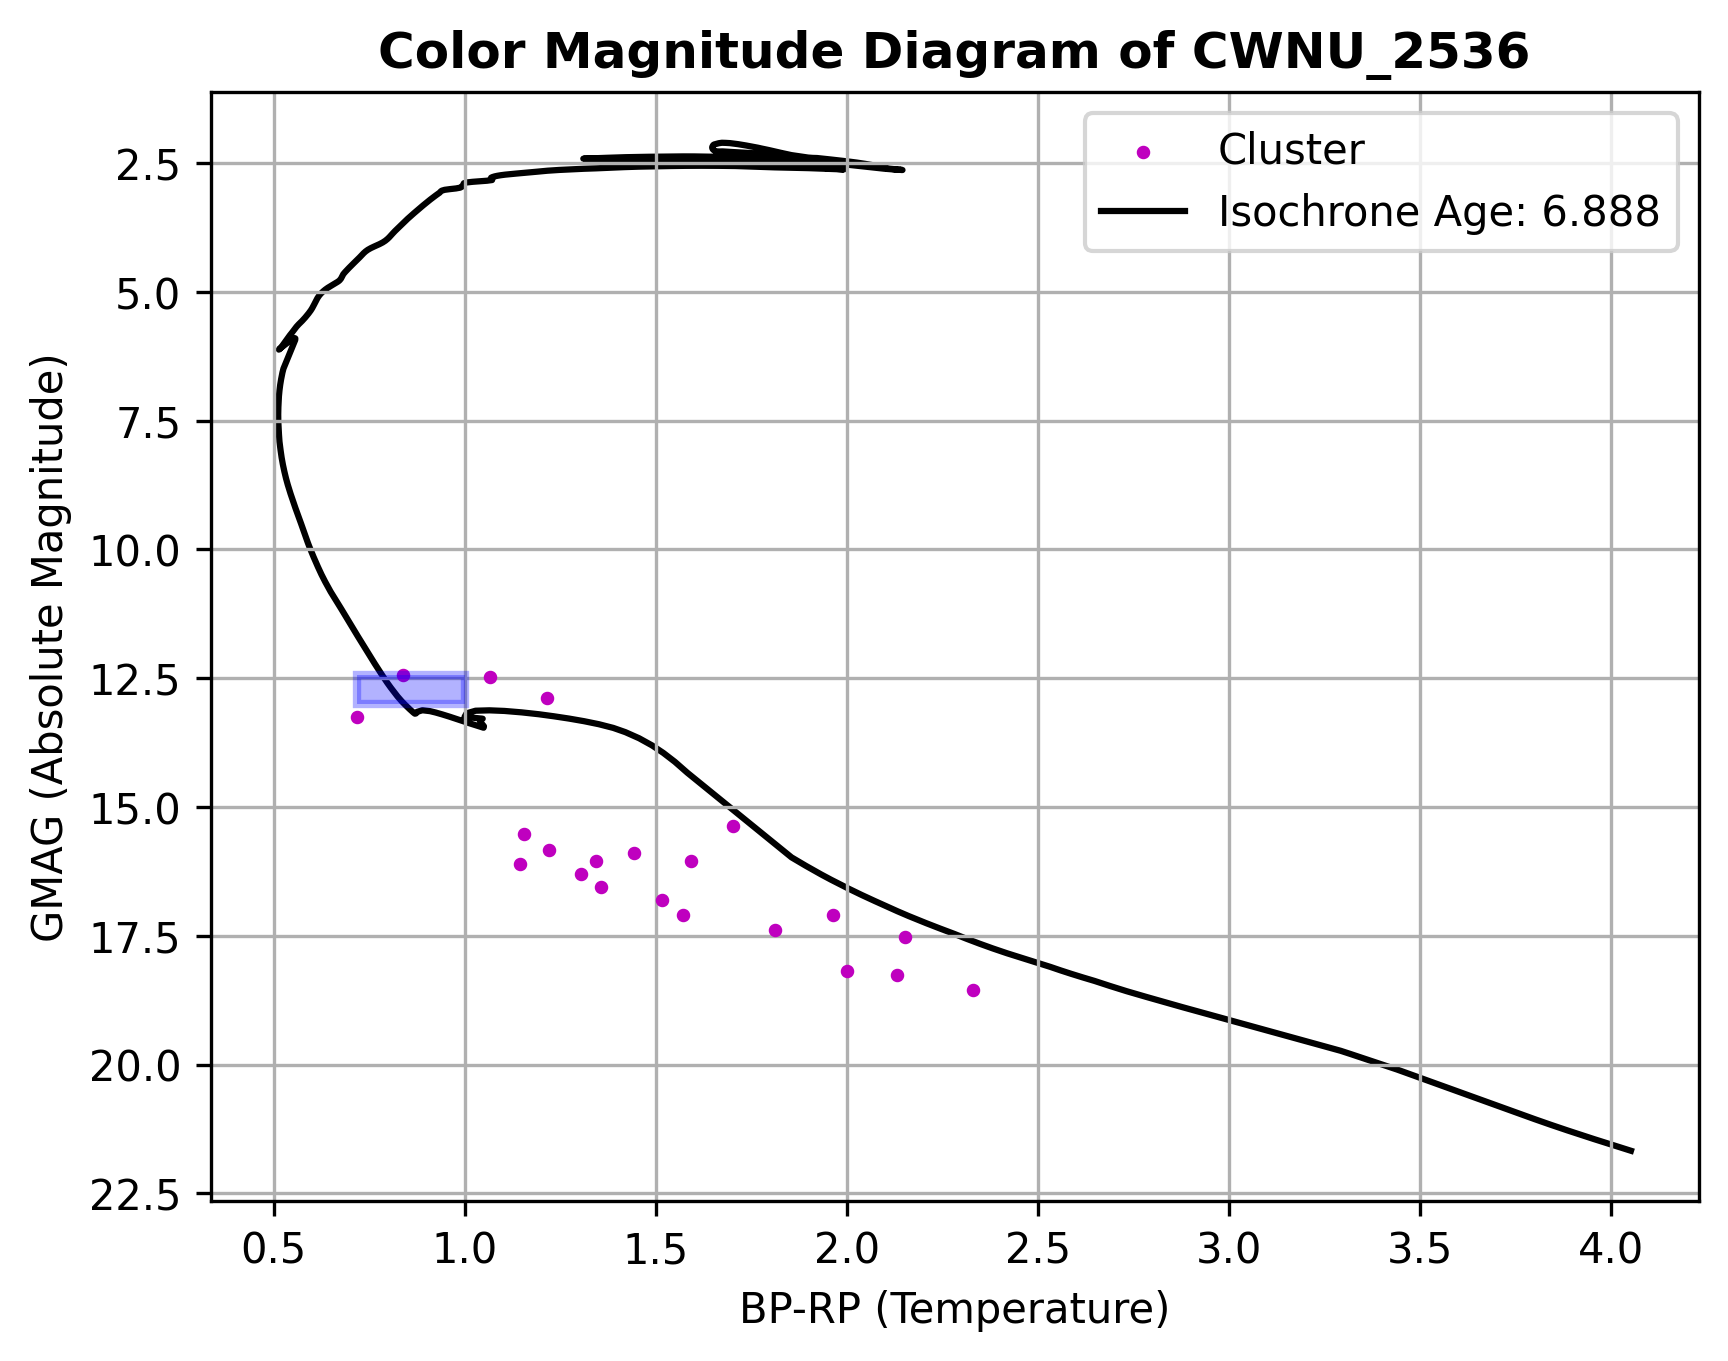 Color Magnitude Diagram of CWNU_2536
Cluster
Isochrone Age: 6.888
GMAG (Absolute Magnitude)
2.5
5.0
7.5
10.0
12.5
15.0
17.5
20.0
22.5
0.5 1.0 1.5 2.0 2.5 3.0 3.5 4.0
BP-RP (Temperature)